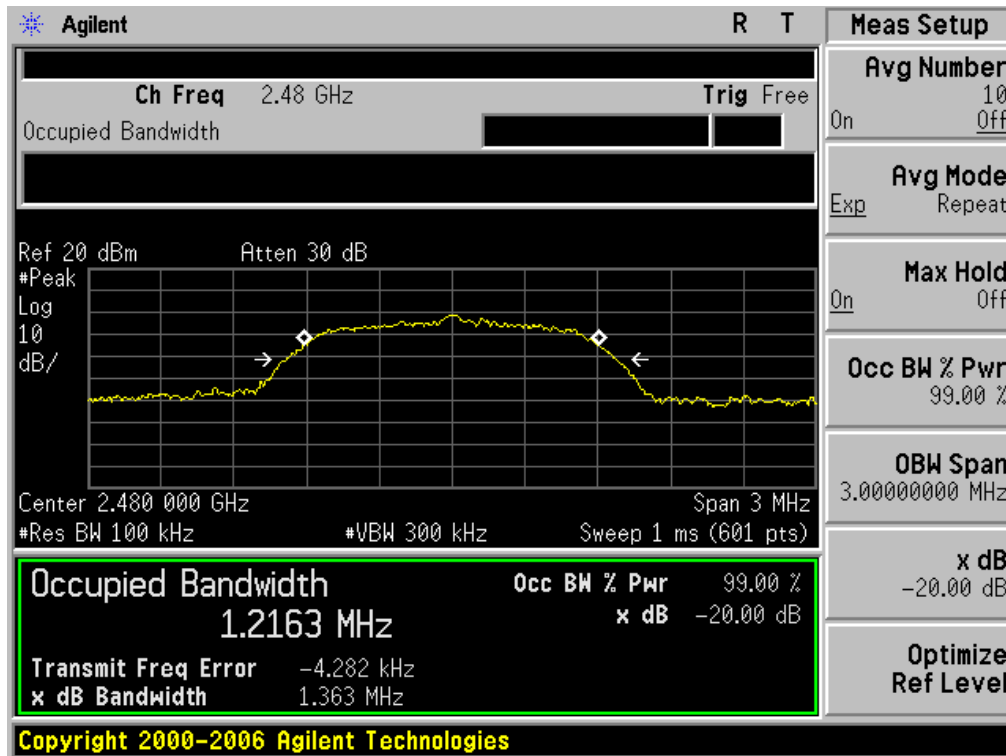 Agilent R T
Ch Freq 2.48 GHz Trig Free
Occupied Bandwidth
Ref 20 dBm Atten 30 dB
#Peak
Log
10
dB/
Center 2.480 000 GHz Span 3 MHz
#Res BW 100 kHz #VBW 300 kHz Sweep 1 ms (601 pts)
Occupied Bandwidth
1.2163 MHz
Occ BW % Pwr 99.00 %
x dB -20.00 dB
Transmit Freq Error -4.282 kHz
x dB Bandwidth 1.363 MHz
Copyright 2000-2006 Agilent Technologies
Meas Setup
Avg Number
10
On Off
Avg Mode
Exp Repeat
Max Hold
On Off
Occ BW % Pwr
99.00 %
OBW Span
3.00000000 MHz
x dB
-20.00 dB
Optimize
Ref Level